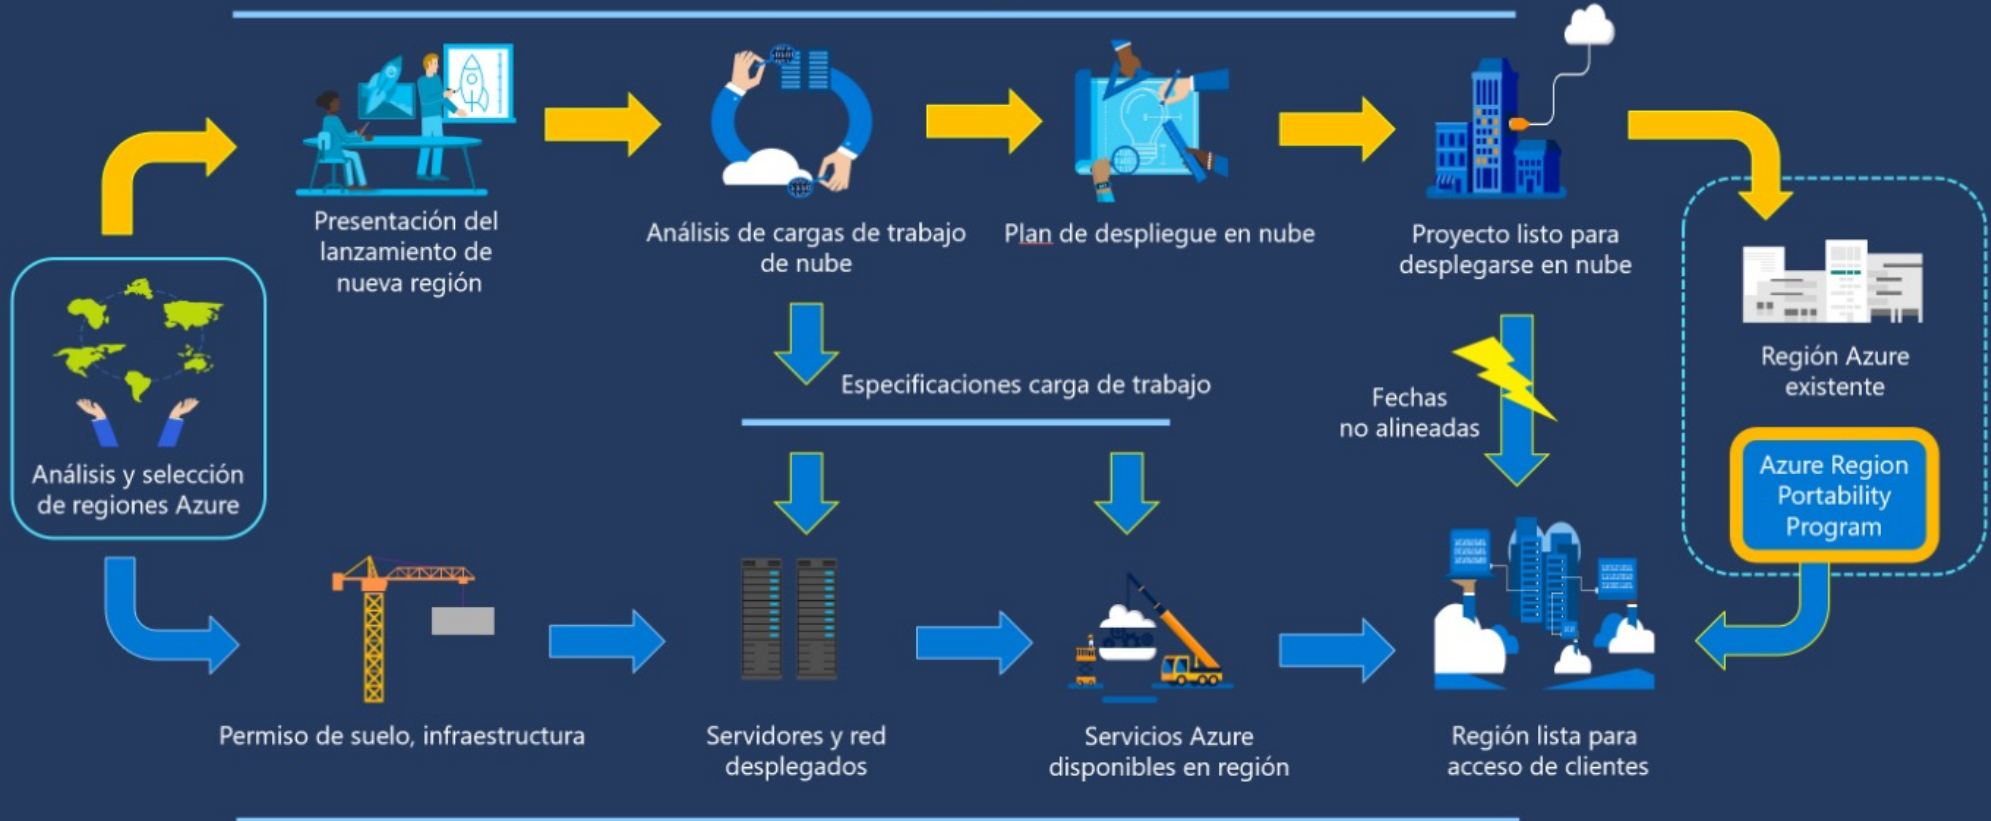 Presentación del
lanzamiento de
nueva región
Análisis de cargas de trabajo
de nube
Plan de despliegue en nube
Proyecto listo para
desplegarse en nube
Región Azure
existente
Análisis y selección
de regiones Azure
Especificaciones carga de trabajo
Fechas
no alineadas
Azure Region
Portability
Program
Permiso de suelo, infraestructura
Servidores y red
desplegados
Servicios Azure
disponibles en región
Región lista para
acceso de clientes